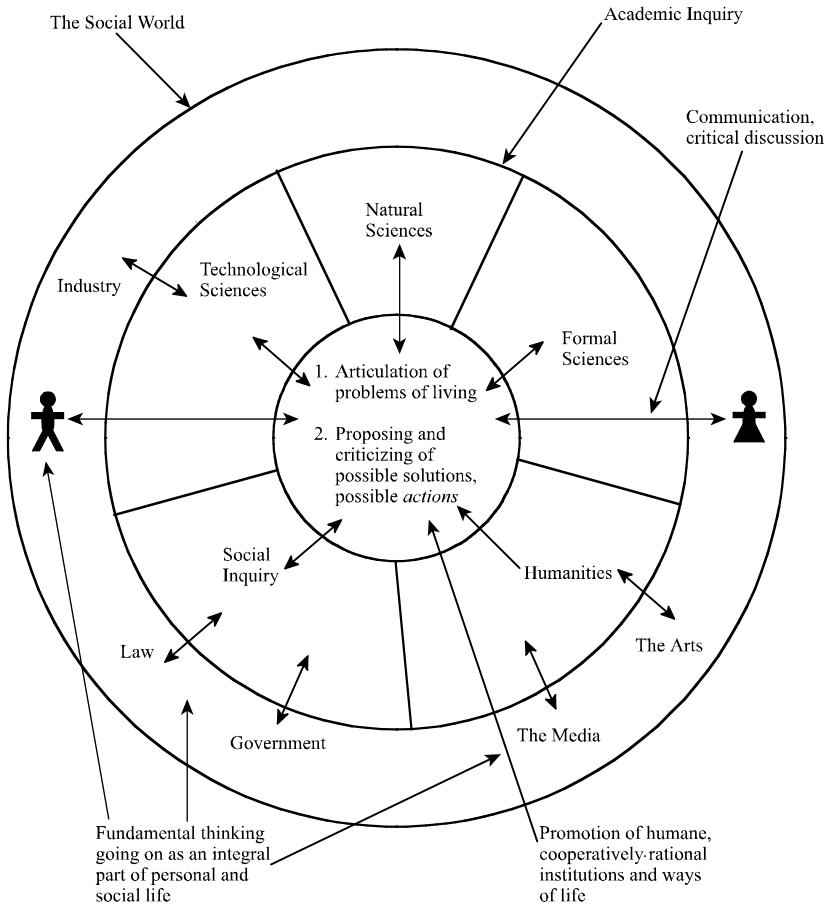 Academic Inquiry
The Social World
Communication,
critical discussion
Natural
Sciences
Technological
Sciences
Industry
Formal
Sciences
1. Articulation of
problems of living
2. Proposing and
criticizing of
possible solutions,
possible actions
Social
Inquiry
Humanities
Law
The Arts
Government
The Media
Fundamental thinking
going on as an integral
part of personal and
social life
Promotion of humane,
cooperatively-rational
institutions and ways
of life